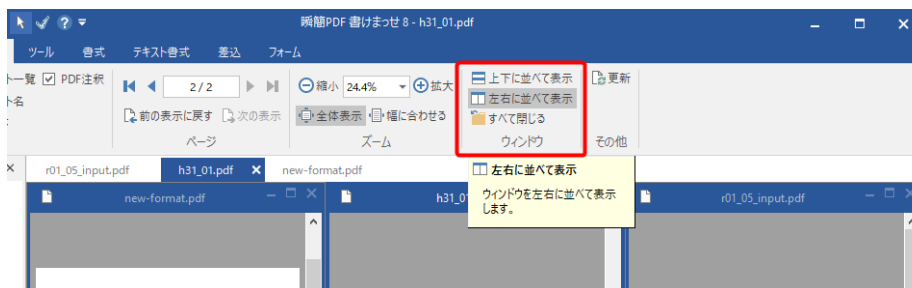 瞬簡PDF 書けまっせ 8 - h31_01.pdf
ツール 書式 テキスト書式 差込 フォーム
ト一覧 PDF注釈
ト名
2 / 2
縮小 24.4% 拡大
前の表示に戻す 次の表示
全体表示 幅に合わせる
ページ
ズーム
上下に並べて表示
左右に並べて表示
すべて閉じる
ウィンドウ
更新
その他
r01_05_input.pdf h31_01.pdf new-format.pdf
左右に並べて表示
ウィンドウを左右に並べて表示
します。
new-format.pdf h31_0 r01_05_input.pdf